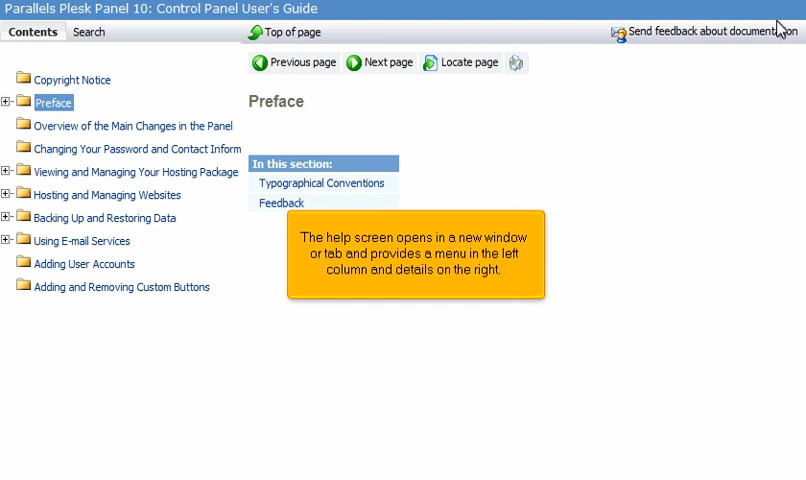 Parallels Plesk Panel 10: Control Panel User's Guide
Contents Search
Top of page
Send feedback about documentation
Previous page Next page Locate page
Copyright Notice
Preface
Overview of the Main Changes in the Panel
Changing Your Password and Contact Inform
Viewing and Managing Your Hosting Package
Hosting and Managing Websites
Backing Up and Restoring Data
Using E-mail Services
Adding User Accounts
Adding and Removing Custom Buttons
Preface
In this section:
Typographical Conventions
Feedback
The help screen opens in a new window
or tab and provides a menu in the left
column and details on the right.